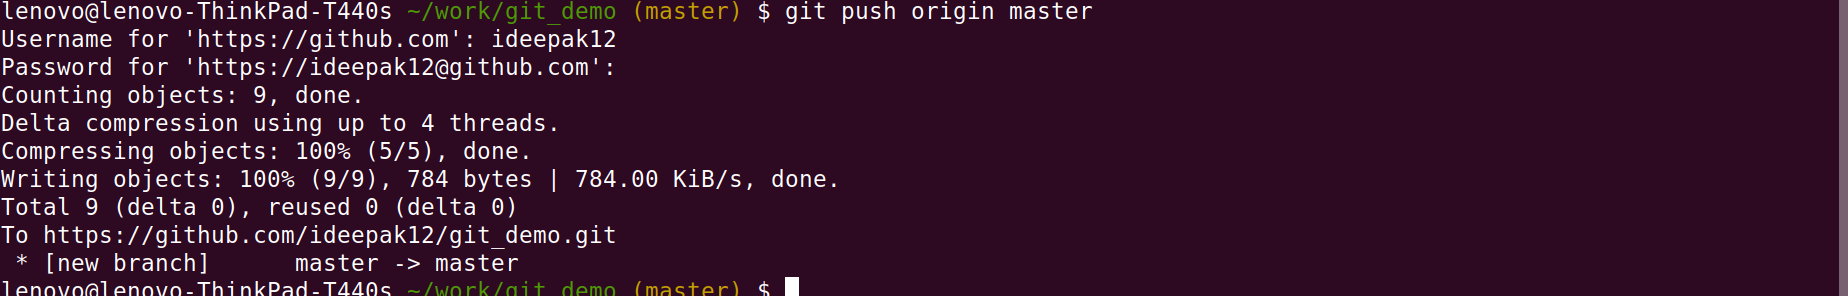 lenovo@lenovo-ThinkPad-T440s ~/work/git_demo (master) $ git push origin master
Username for 'https://github.com': ideepak12
Password for 'https://ideepak12@github.com':
Counting objects: 9, done.
Delta compression using up to 4 threads.
Compressing objects: 100% (5/5), done.
Writing objects: 100% (9/9), 784 bytes | 784.00 KiB/s, done.
Total 9 (delta 0), reused 0 (delta 0)
To https://github.com/ideepak12/git_demo.git
 * [new branch]      master -> master
lenovo@lenovo-ThinkPad-T440s ~/work/git_demo (master) $